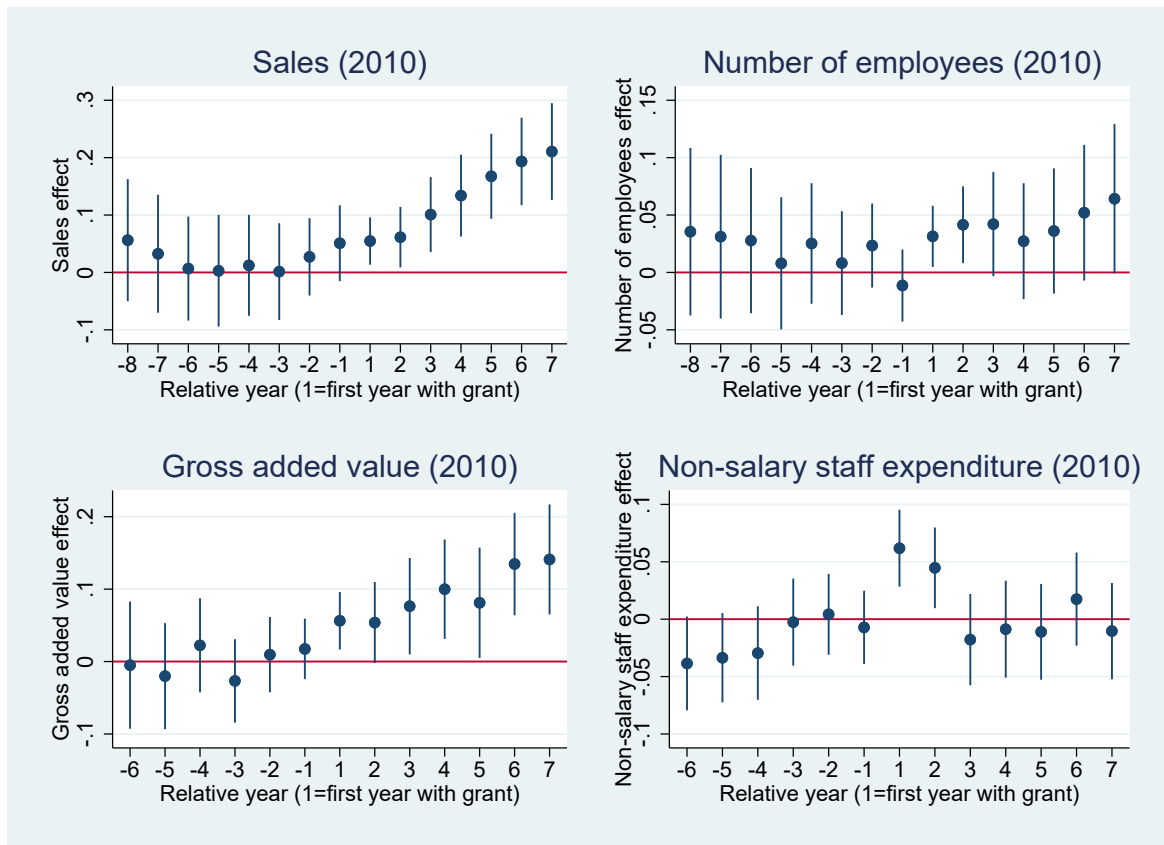 Sales (2010)
Sales effect
.3
.2
.1
0
-.1
-8 -7 -6 -5 -4 -3 -2 -1 1 2 3 4 5 6 7
Relative year (1=first year with grant)
Number of employees (2010)
Number of employees effect
.15
.1
.05
0
-.05
-8 -7 -6 -5 -4 -3 -2 -1 1 2 3 4 5 6 7
Relative year (1=first year with grant)
Gross added value (2010)
Gross added value effect
.2
.1
0
-.1
-6 -5 -4 -3 -2 -1 1 2 3 4 5 6 7
Relative year (1=first year with grant)
Non-salary staff expenditure (2010)
Non-salary staff expenditure effect
.1
.05
0
-.05
-.1
-6 -5 -4 -3 -2 -1 1 2 3 4 5 6 7
Relative year (1=first year with grant)